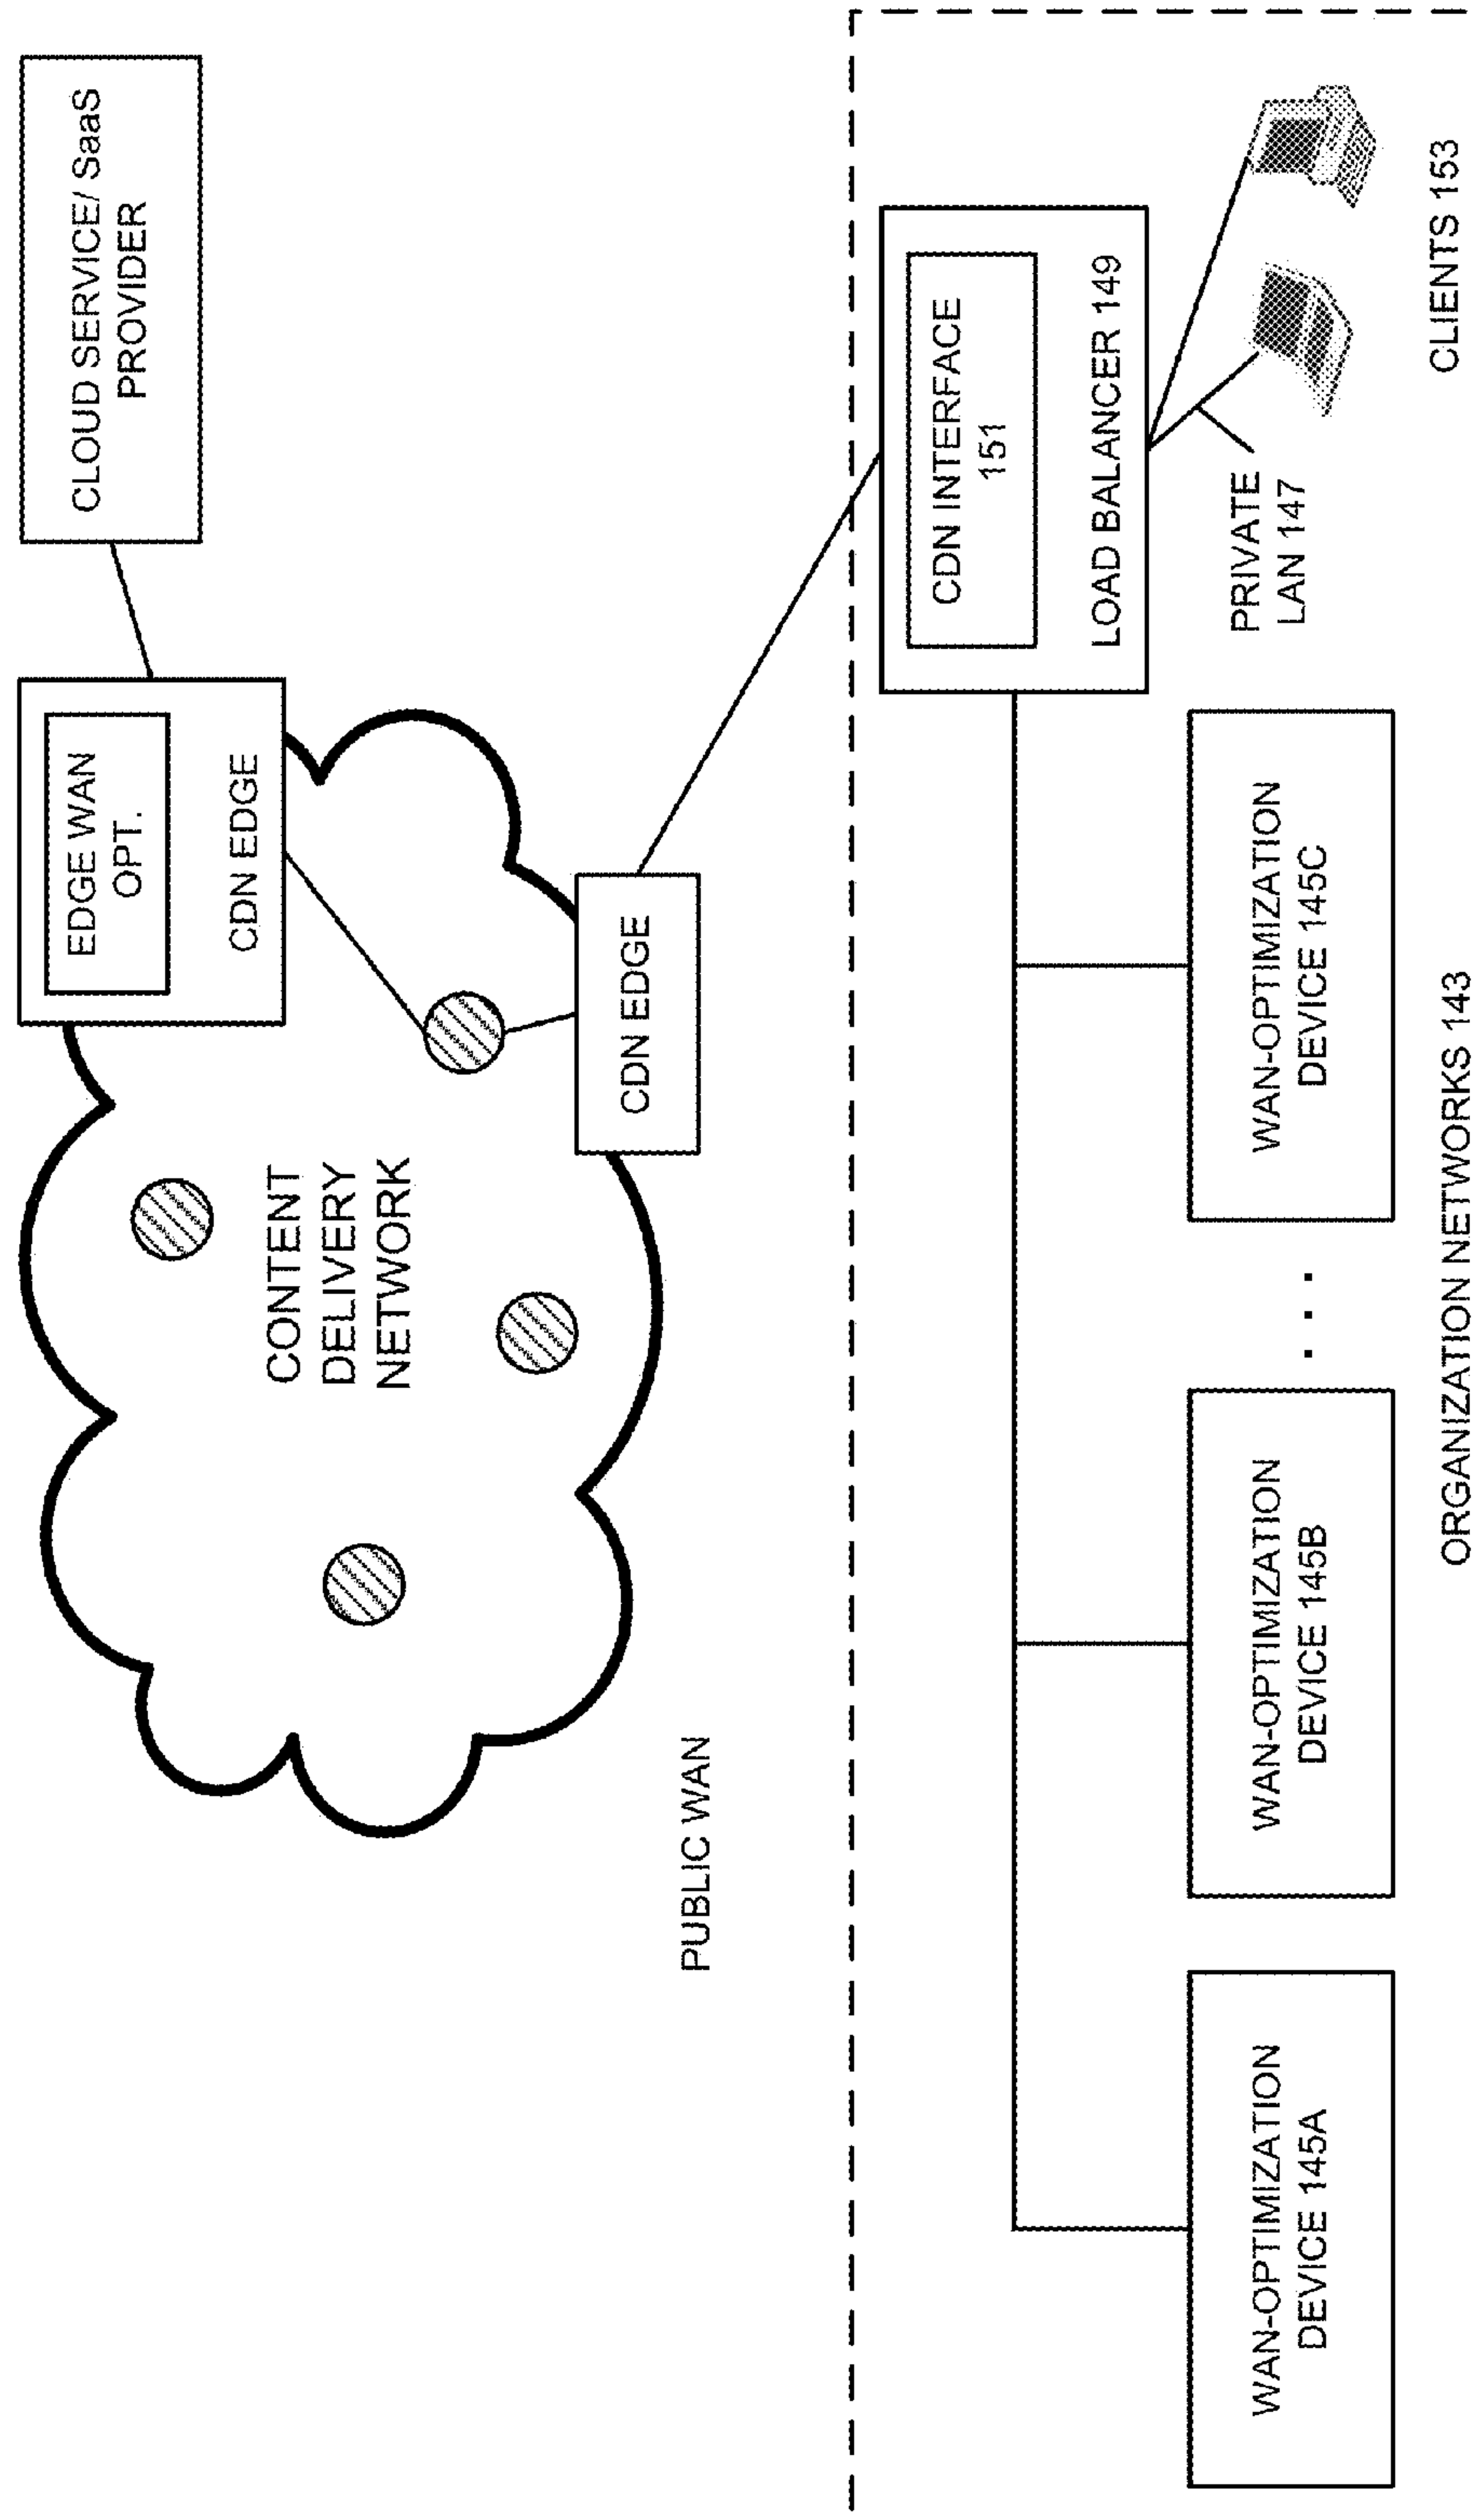 CLOUD SERVICE/ SaaS
PROVIDER
EDGE WAN
OPT.
CDN EDGE
CONTENT
DELIVERY
NETWORK
CDN EDGE
PUBLIC WAN
CDN INTERFACE
151
LOAD BALANCER 149
PRIVATE
LAN 147
CLIENTS 153
WAN-OPTIMIZATION
DEVICE 145A
WAN-OPTIMIZATION
DEVICE 145B
. . .
WAN-OPTIMIZATION
DEVICE 145C
ORGANIZATION NETWORKS 143